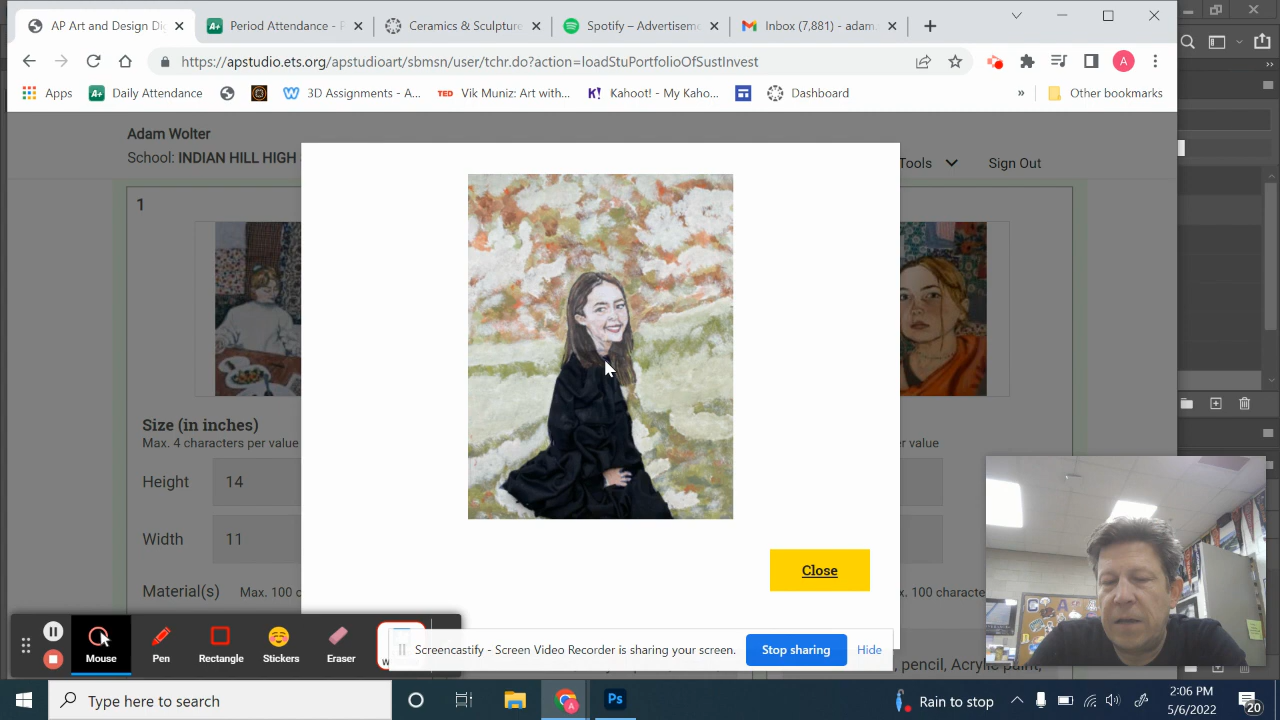 AP Art and Design Di
Period Attendance - P
Ceramics & Sculpture
Spotify – Advertisem
Inbox (7,881) - adam.
https://apstudio.ets.org/apstudioart/sbmsn/user/tchr.do?action=loadStuPortfolioOfSustInvest
A
Apps
Daily Attendance
3D Assignments - A...
TED
Vik Muniz: Art with...
K!
Kahoot! - My Kaho...
Dashboard
»
Other bookmarks
Adam Wolter
School: INDIAN HILL HIGH
Tools
Sign Out
1
Size (in inches)
Max. 4 characters per value
r value
Height
14
Width
11
Close
Material(s) Max. 100 c
x. 100 characte
Mouse
Pen
Rectangle
Stickers
Eraser
Screencastify - Screen Video Recorder is sharing your screen.
Stop sharing
Hide
, pencil, Acrylic paint,
Type here to search
Ps
Rain to stop
2:06 PM
5/6/2022
20